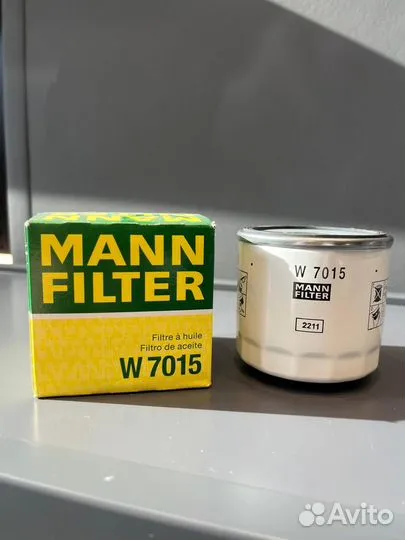 MANN
FILTER
Filtre à huile
Filtro de aceite
W 7015
W 7015
MANN
FILTER
2211
Avito